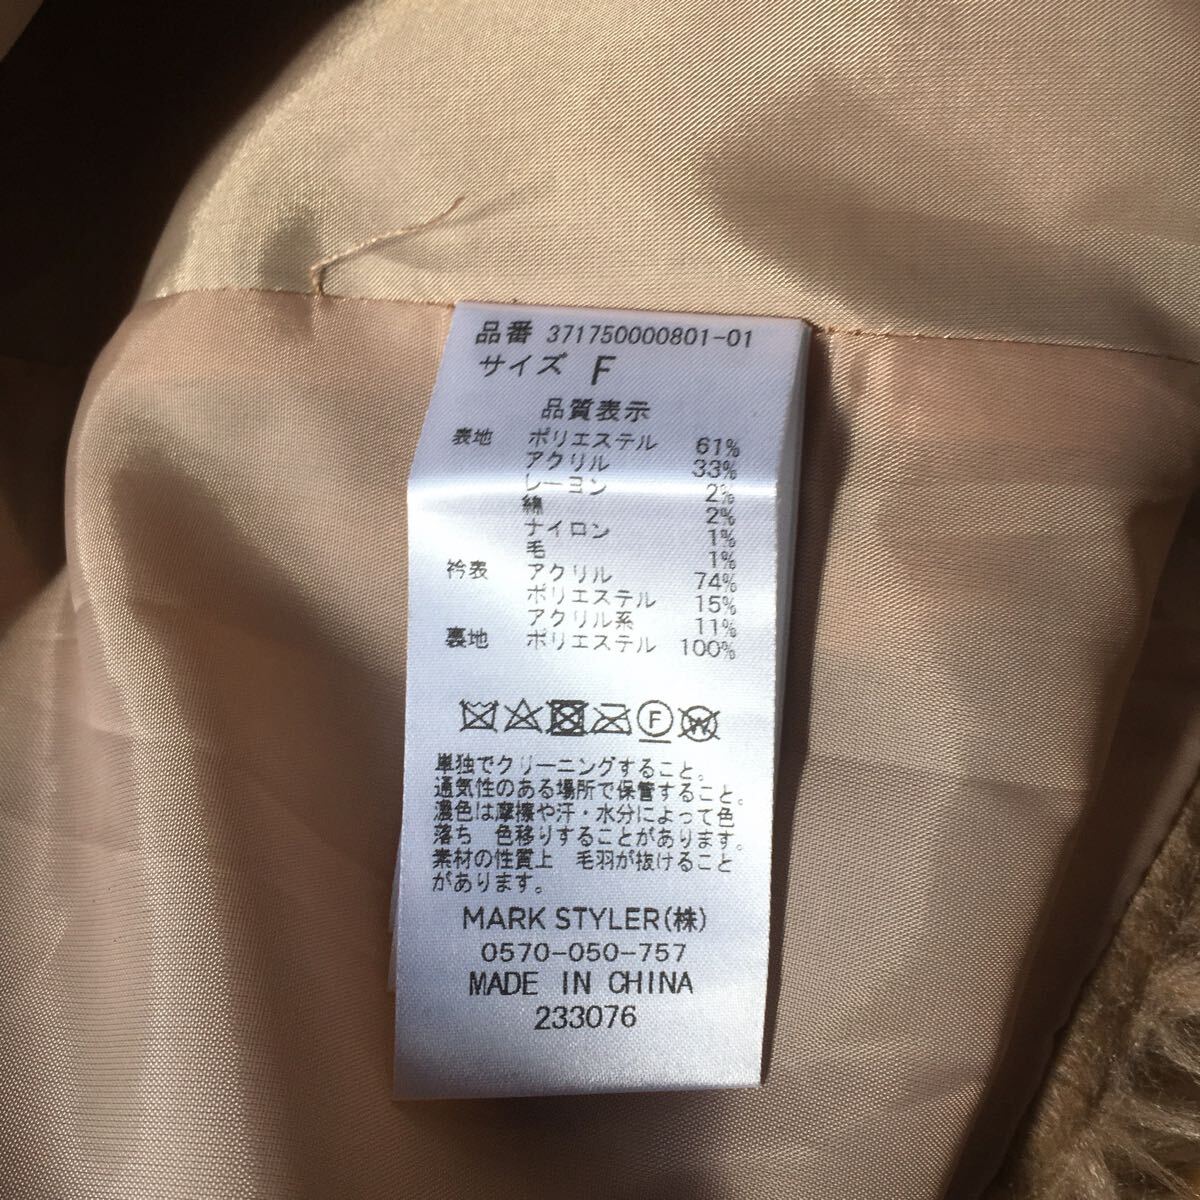 品番 371750000801-01
サイズ F
品質表示
表地 ポリエステル 61%
アクリル 33%
レーヨン 2%
綿 2%
ナイロン 1%
毛 1%
衿表 アクリル 74%
ポリエステル 15%
アクリル系 11%
裏地 ポリエステル 100%
F W
単独でクリーニングすること。
通気性のある場所で保管すること。
濃色は摩擦や汗・水分によって色
落ち 色移りすることがあります。
素材の性質上 毛羽が抜けること
があります。
MARK STYLER(株)
0570-050-757
MADE IN CHINA
233076